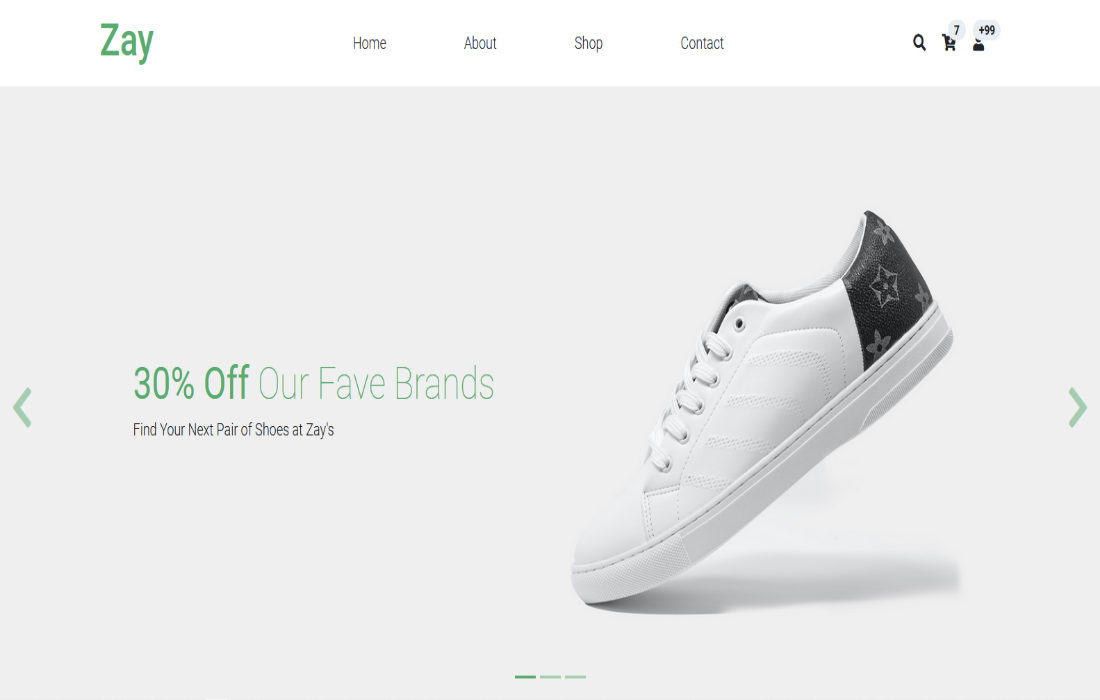 Zay
Home About Shop Contact
7 +99
30% Off Our Fave Brands
Find Your Next Pair of Shoes at Zay's